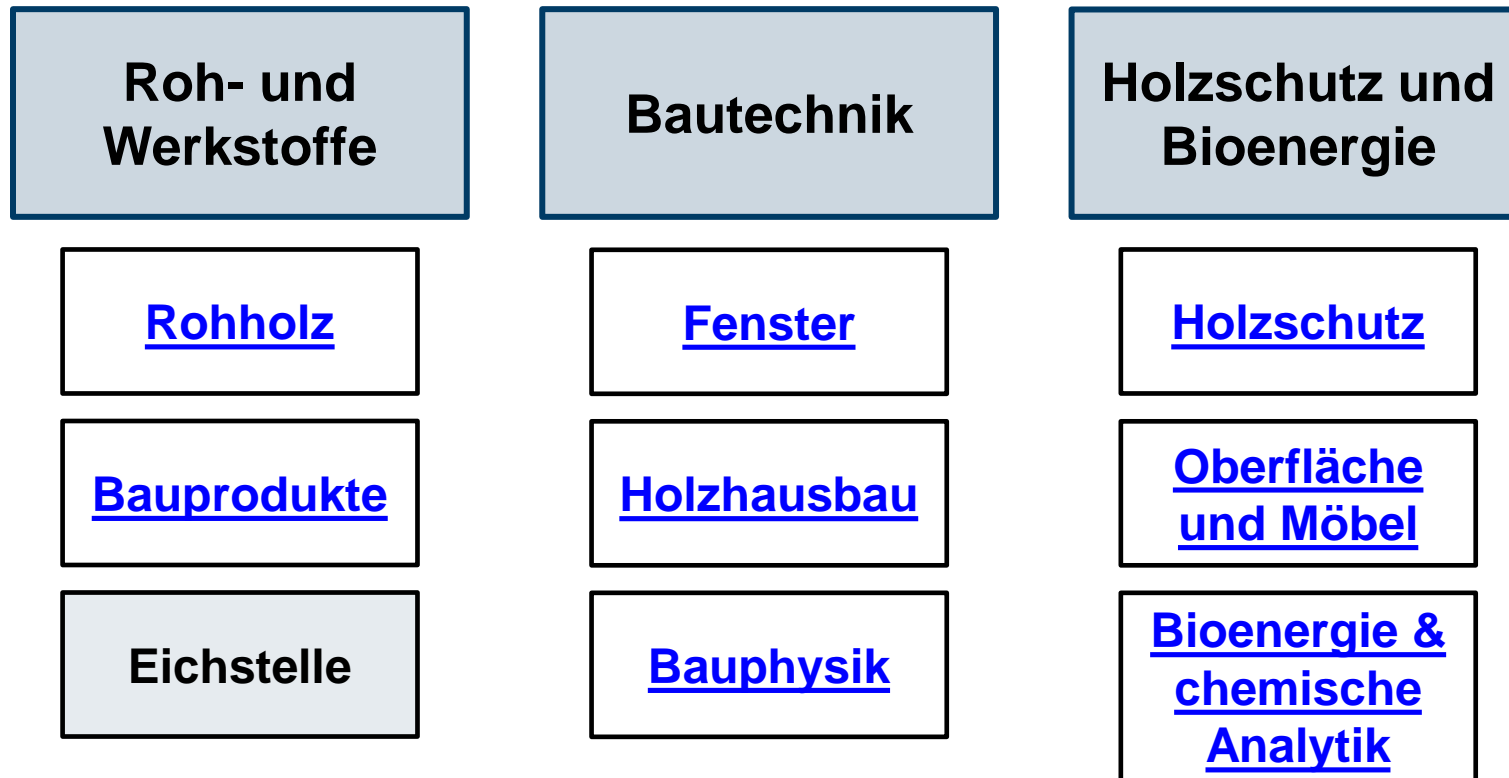 Roh- und
Werkstoffe
Bautechnik
Holzschutz und
Bioenergie
Rohholz
Fenster
Holzschutz
Bauprodukte
Holzhausbau
Oberfläche
und Möbel
Eichstelle
Bauphysik
Bioenergie &
chemische
Analytik